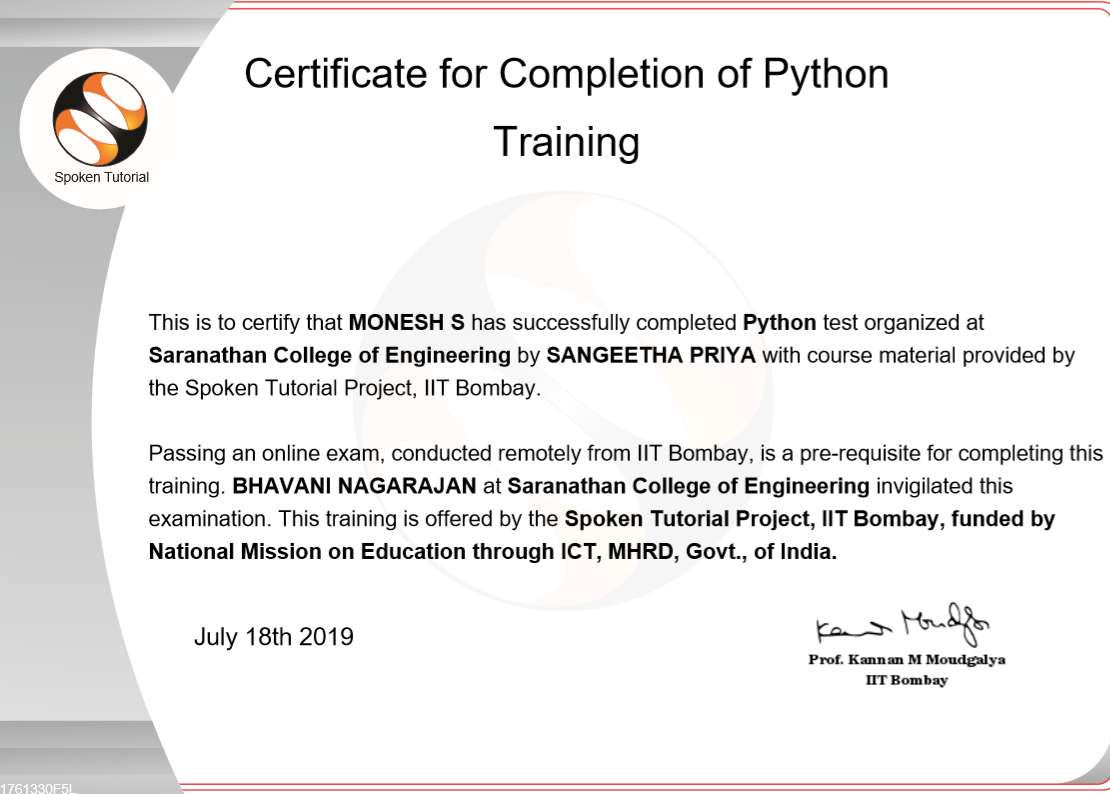 Certificate for Completion of Python
Training
Spoken Tutorial
This is to certify that MONESH S has successfully completed Python test organized at
Saranathan College of Engineering by SANGEETHA PRIYA with course material provided by
the Spoken Tutorial Project, IIT Bombay.
Passing an online exam, conducted remotely from IIT Bombay, is a pre-requisite for completing this
training. BHAVANI NAGARAJAN at Saranathan College of Engineering invigilated this
examination. This training is offered by the Spoken Tutorial Project, IIT Bombay, funded by
National Mission on Education through ICT, MHRD, Govt., of India.
July 18th 2019
Prof. Kannan M Moudgalya
IIT Bombay
1761330F5L